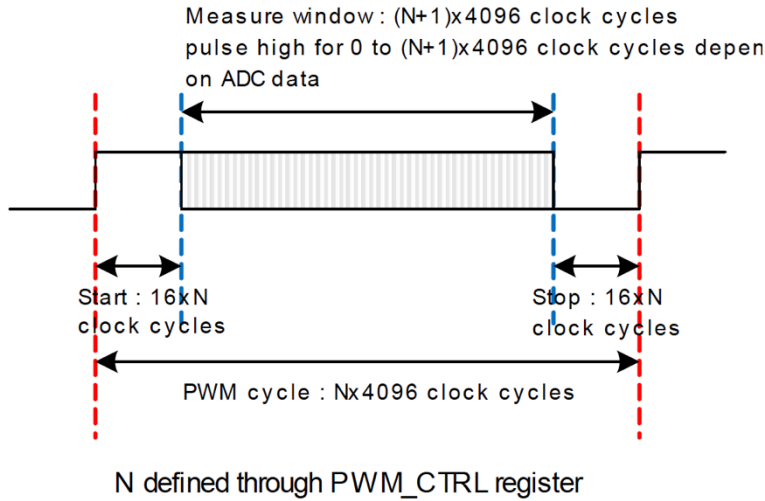 Measure window : (N+1)x4096 clock cycles
pulse high for 0 to (N+1)x4096 clock cycles depen
on ADC data
Start : 16xN
clock cycles
Stop : 16xN
clock cycles
PWM cycle : Nx4096 clock cycles
N defined through PWM_CTRL register